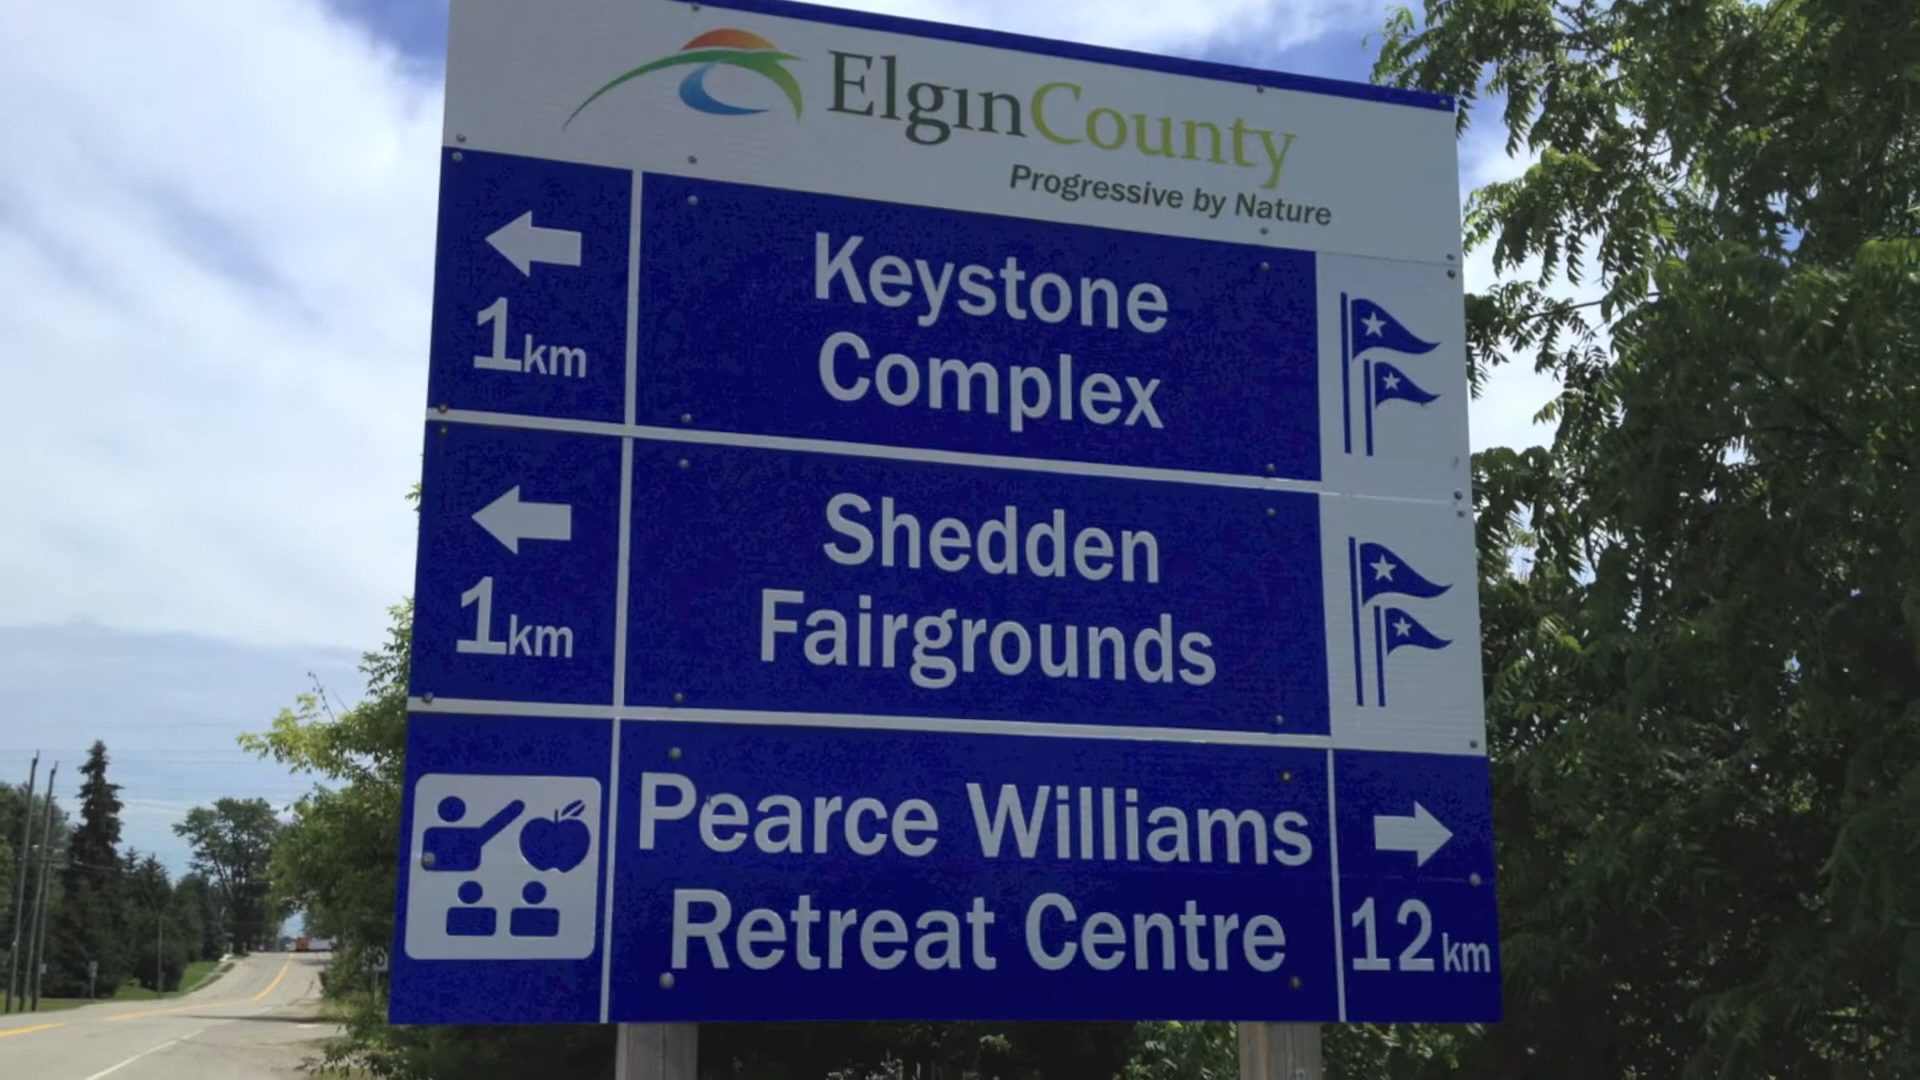 ElginCounty
Progressive by Nature
1km
Keystone
Complex
1km
Shedden
Fairgrounds
Pearce Williams
Retreat Centre
12km